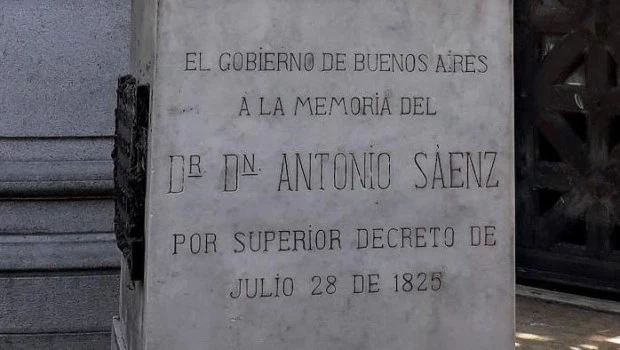 EL GOBIERNO DE BUENOS AIRES
A LA MEMORIA DEL
DR. DN. ANTONIO SÁENZ
POR SUPERIOR DECRETO DE
JULIO 28 DE 1825